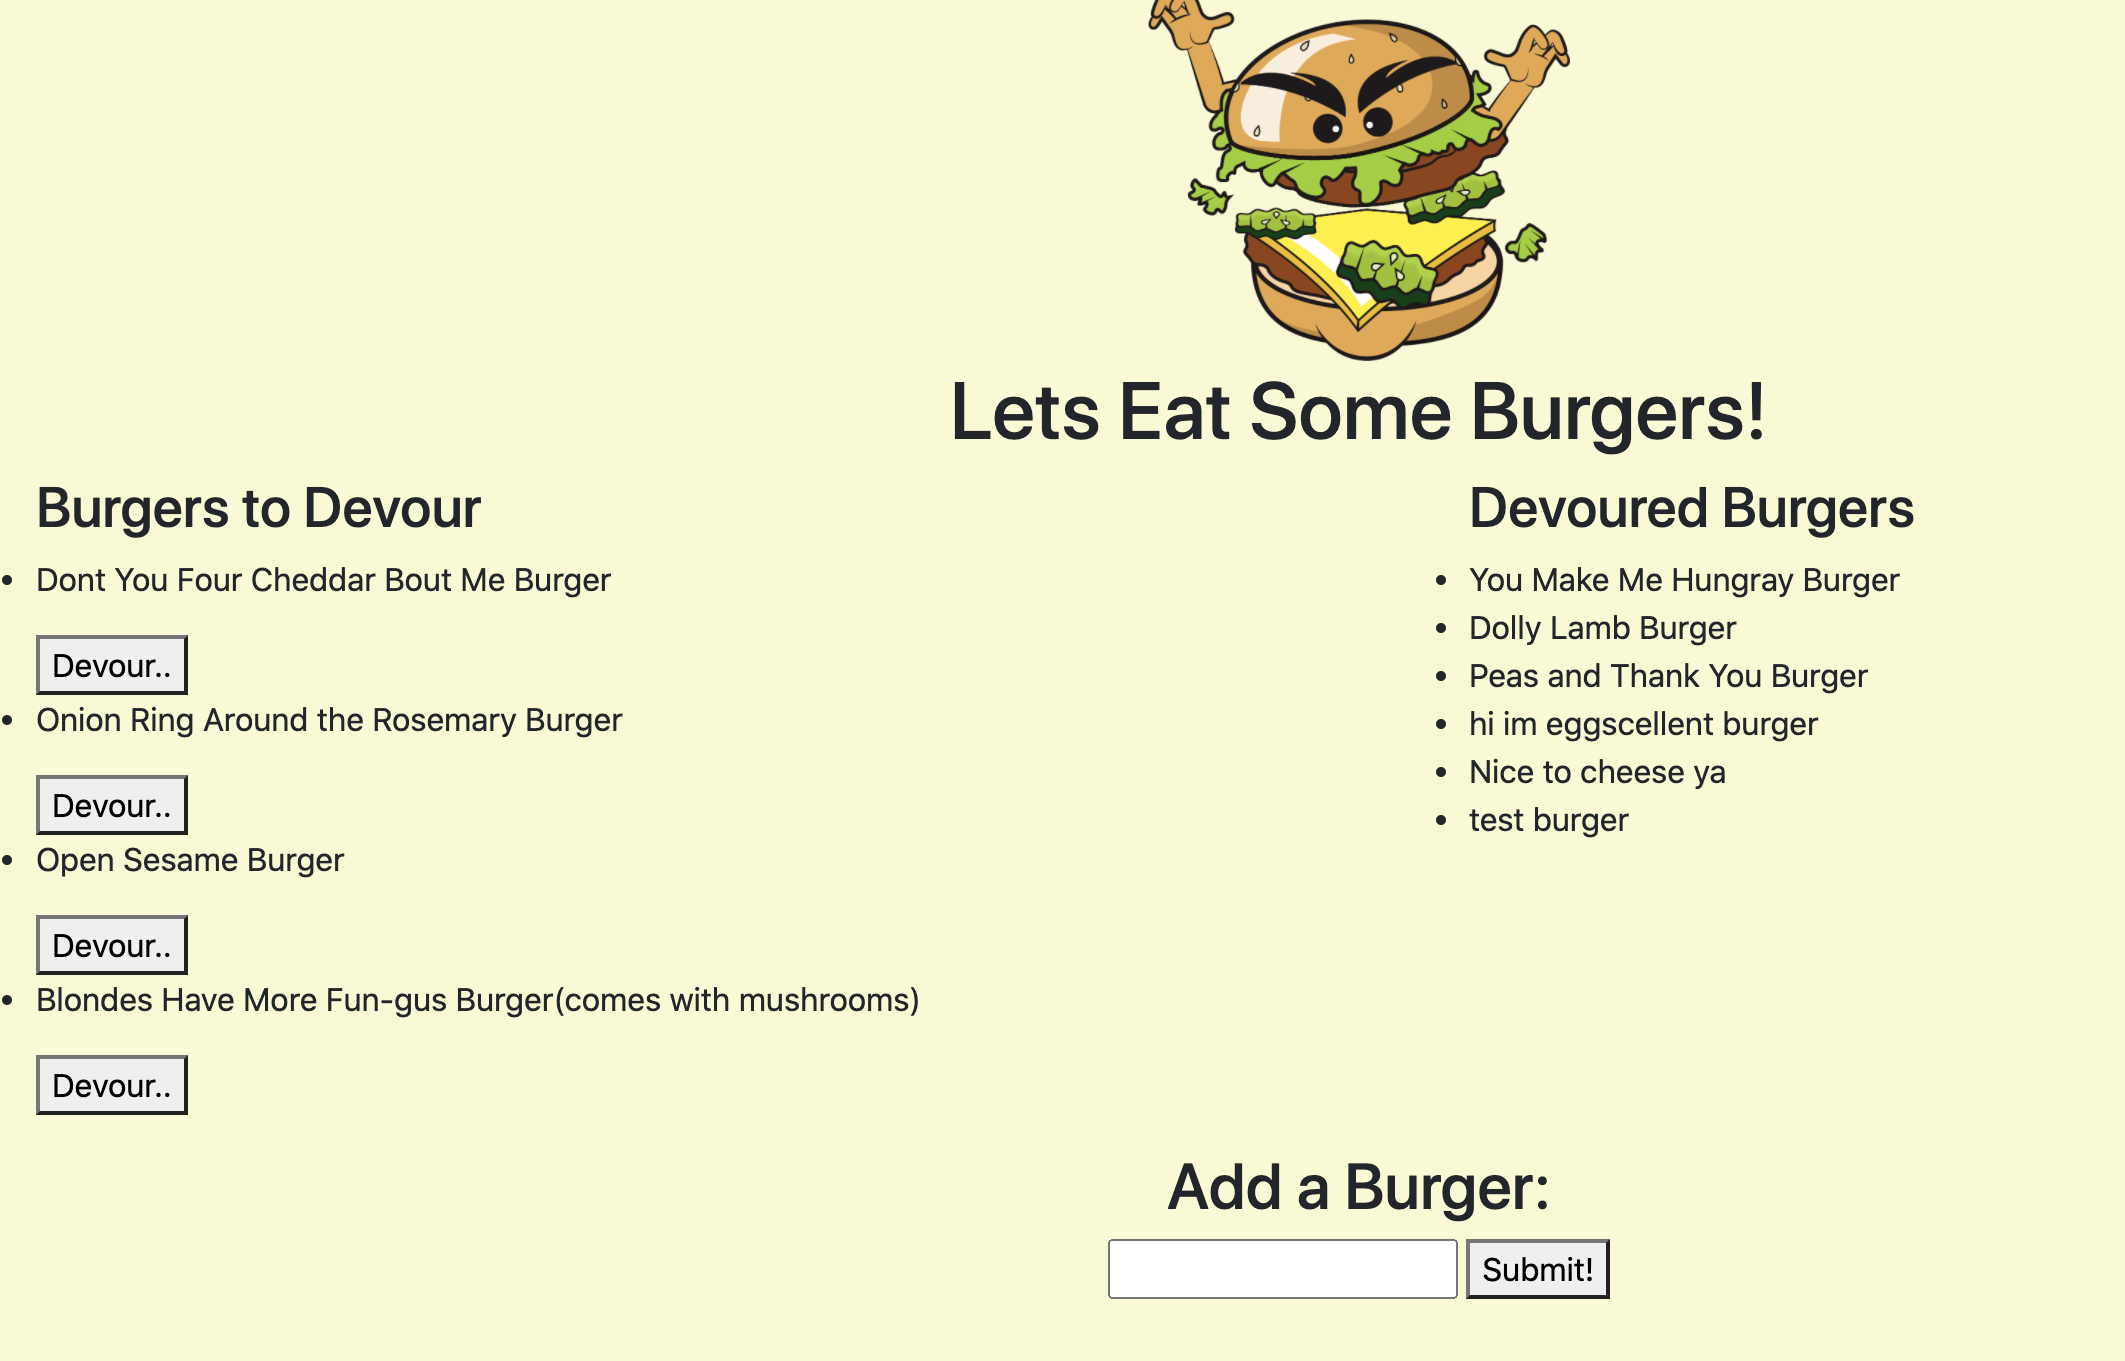 Lets Eat Some Burgers!
Burgers to Devour
Dont You Four Cheddar Bout Me Burger
Devour..
Onion Ring Around the Rosemary Burger
Devour..
Open Sesame Burger
Devour..
Blondes Have More Fun-gus Burger(comes with mushrooms)
Devour..
Devoured Burgers
You Make Me Hungray Burger
Dolly Lamb Burger
Peas and Thank You Burger
hi im eggscellent burger
Nice to cheese ya
test burger
Add a Burger:
Submit!